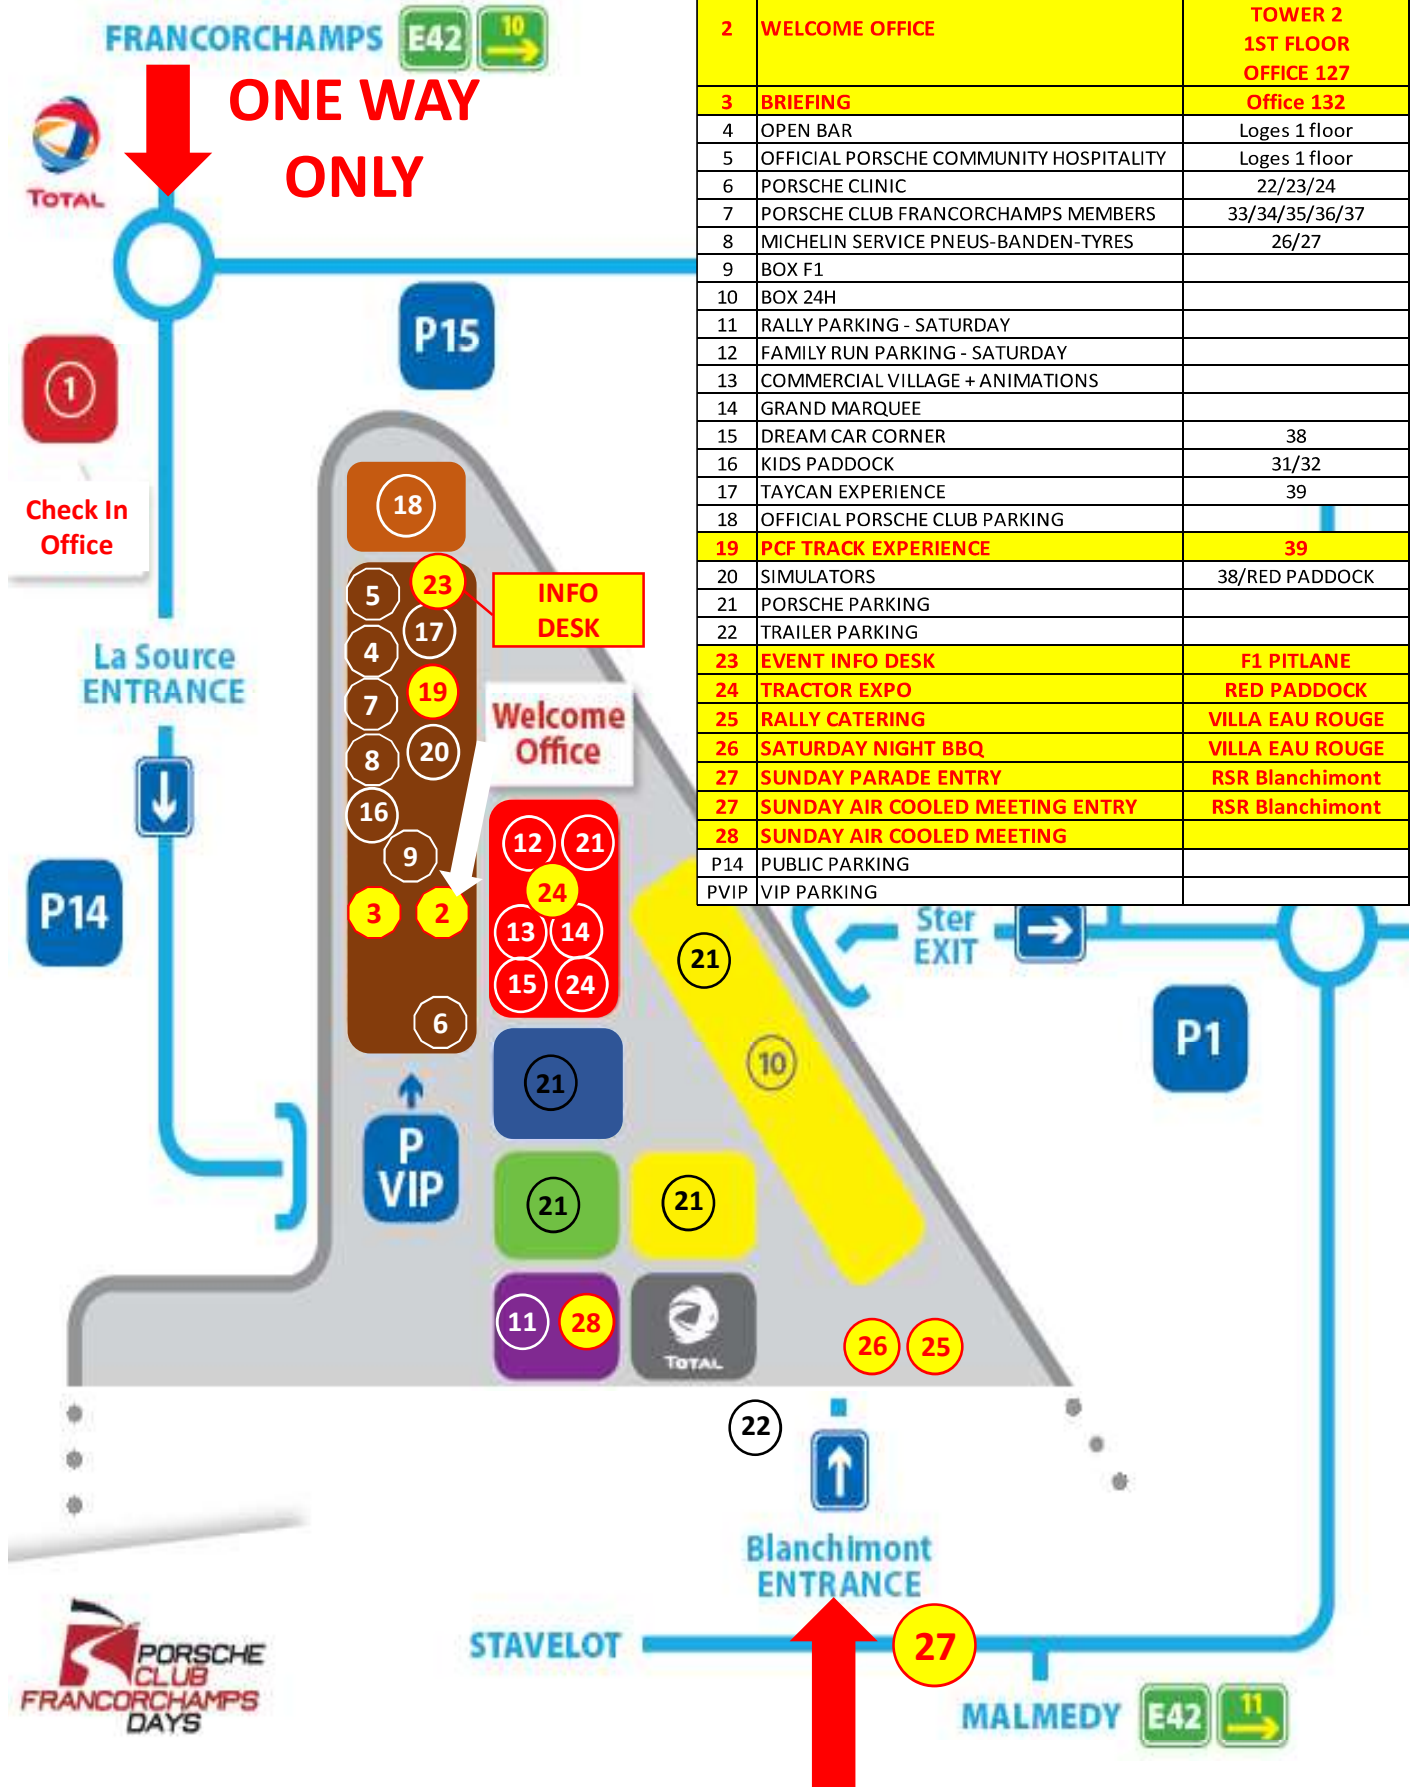 FRANCORCHAMPS E42 10
ONE WAY
ONLY
TOTAL
2 WELCOME OFFICE TOWER 2
1ST FLOOR
OFFICE 127
3 BRIEFING Office 132
4 OPEN BAR Loges 1 floor
5 OFFICIAL PORSCHE COMMUNITY HOSPITALITY Loges 1 floor
6 PORSCHE CLINIC 22/23/24
7 PORSCHE CLUB FRANCORCHAMPS MEMBERS 33/34/35/36/37
8 MICHELIN SERVICE PNEUS-BANDEN-TYRES 26/27
9 BOX F1
10 BOX 24H
11 RALLY PARKING - SATURDAY
12 FAMILY RUN PARKING - SATURDAY
13 COMMERCIAL VILLAGE + ANIMATIONS
14 GRAND MARQUEE
15 DREAM CAR CORNER 38
16 KIDS PADDOCK 31/32
17 TAYCAN EXPERIENCE 39
18 OFFICIAL PORSCHE CLUB PARKING
19 PCF TRACK EXPERIENCE 39
20 SIMULATORS 38/RED PADDOCK
21 PORSCHE PARKING
22 TRAILER PARKING
23 EVENT INFO DESK F1 PITLANE
24 TRACTOR EXPO RED PADDOCK
25 RALLY CATERING VILLA EAU ROUGE
26 SATURDAY NIGHT BBQ VILLA EAU ROUGE
27 SUNDAY PARADE ENTRY RSR Blanchimont
27 SUNDAY AIR COOLED MEETING ENTRY RSR Blanchimont
28 SUNDAY AIR COOLED MEETING
P14 PUBLIC PARKING
PVIP VIP PARKING
P15
1
Check In
Office
18
5
23
INFO
DESK
17
4
La Source
ENTRANCE
19
7
Welcome
Office
20
8
16
9
12 21
24
3 2
13 14
15 24
6
P14
21
10
Ster
EXIT
P1
21
P
VIP
21
21
11 28
TOTAL
26 25
22
Blanchimont
ENTRANCE
STAVELOT
27
MALMEDY E42 11
PORSCHE
CLUB
FRANCORCHAMPS
DAYS